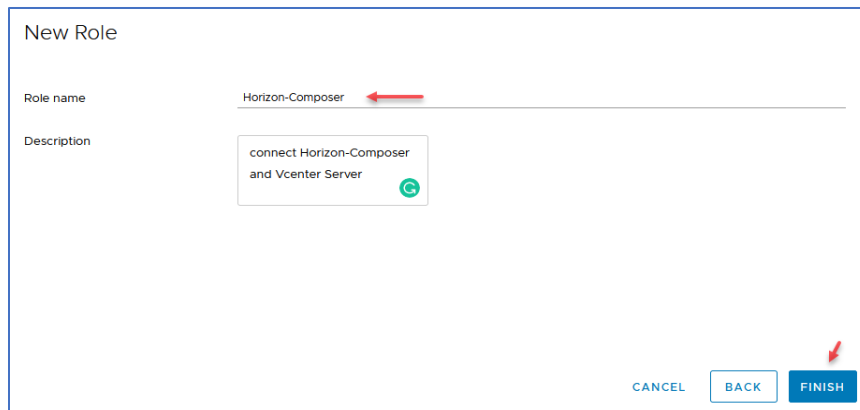 New Role
Role name
Horizon-Composer
Description
connect Horizon-Composer
and Vcenter Server
CANCEL
BACK
FINISH